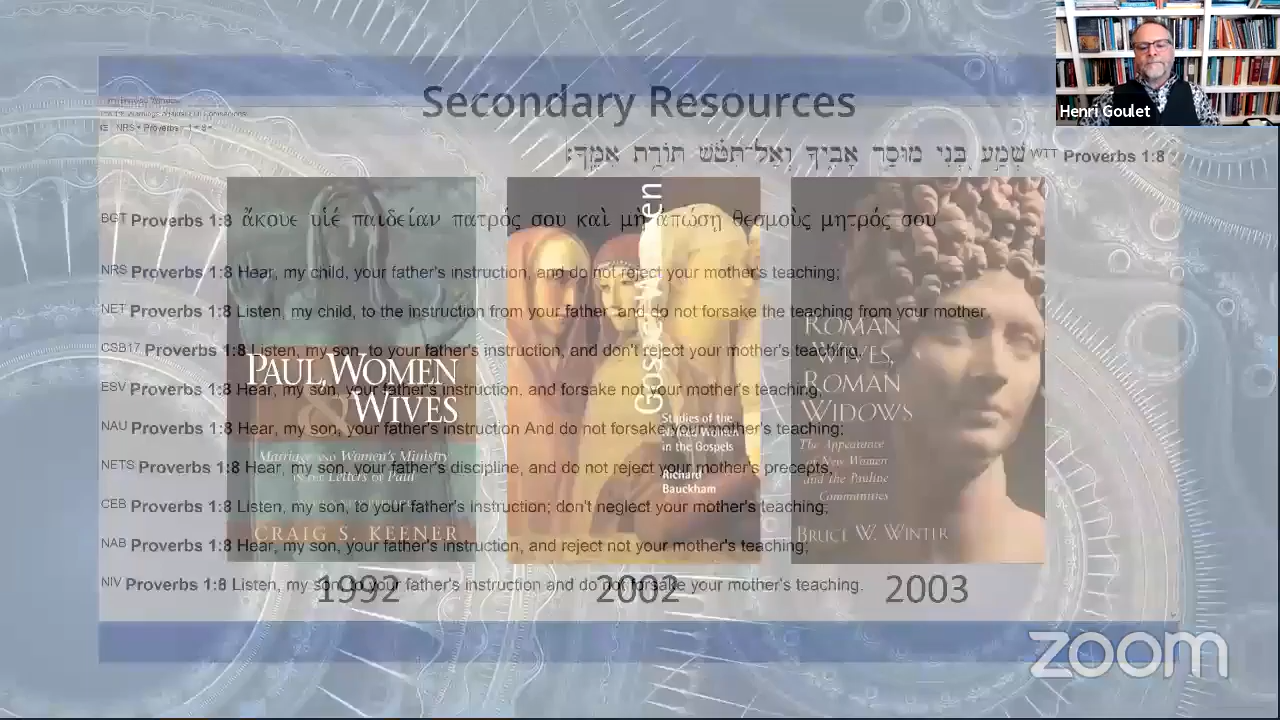 Secondary Resources
Henri Goulet
NRS • Proverbs
WTT Proverbs 1:8 שְׁמַע בְּנִי מוּסַר אָבִיךָ וְאַל־תִּטֹּשׁ תּוֹרַת אִמֶּךָ׃
BGT Proverbs 1:8 ἄκουε υἱέ παιδείαν πατρός σου καὶ μὴ ἀπώσῃ θεσμοὺς μητρός σου
NRS Proverbs 1:8 Hear, my child, your father's instruction, and do not reject your mother's teaching;
NET Proverbs 1:8 Listen, my child, to the instruction from your father, and do not forsake the teaching from your mother.
CSB17 Proverbs 1:8 Listen, my son, to your father's instruction, and don't reject your mother's teaching,
ESV Proverbs 1:8 Hear, my son, your father's instruction, and forsake not your mother's teaching,
NAU Proverbs 1:8 Hear, my son, your father's instruction And do not forsake your mother's teaching;
NETS Proverbs 1:8 Hear, my son, your father's discipline, and do not reject your mother's precepts,
CEB Proverbs 1:8 Listen, my son, to your father's instruction; don't neglect your mother's teaching;
NAB Proverbs 1:8 Hear, my son, your father's instruction, and reject not your mother's teaching;
NIV Proverbs 1:8 Listen, my son, to your father's instruction and do not forsake your mother's teaching.
PAUL, WOMEN
& WIVES
Marriage and Women's Ministry
in the Letters of Paul
CRAIG S. KEENER
1992
Gospel Women
Studies of the
Named Women
in the Gospels
Richard
Bauckham
2002
ROMAN
WIVES,
ROMAN
WIDOWS
The Appearance
of New Women
and the Pauline
Communities
BRUCE W. WINTER
2003
zoom